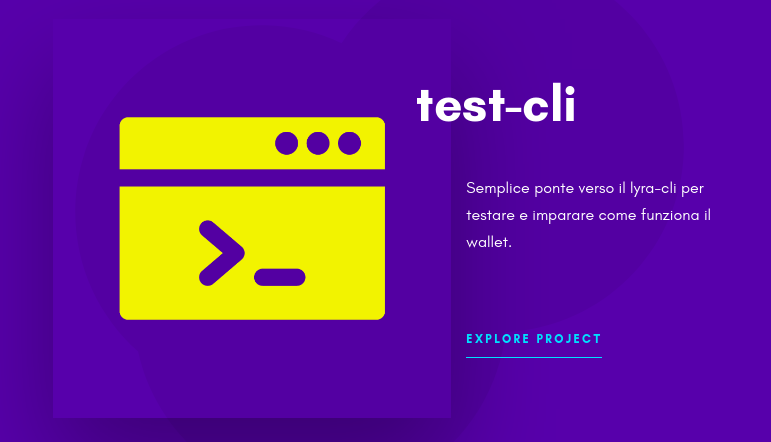 test-cli
Semplice ponte verso il lyra-cli per
testare e imparare come funziona il
wallet.
EXPLORE PROJECT